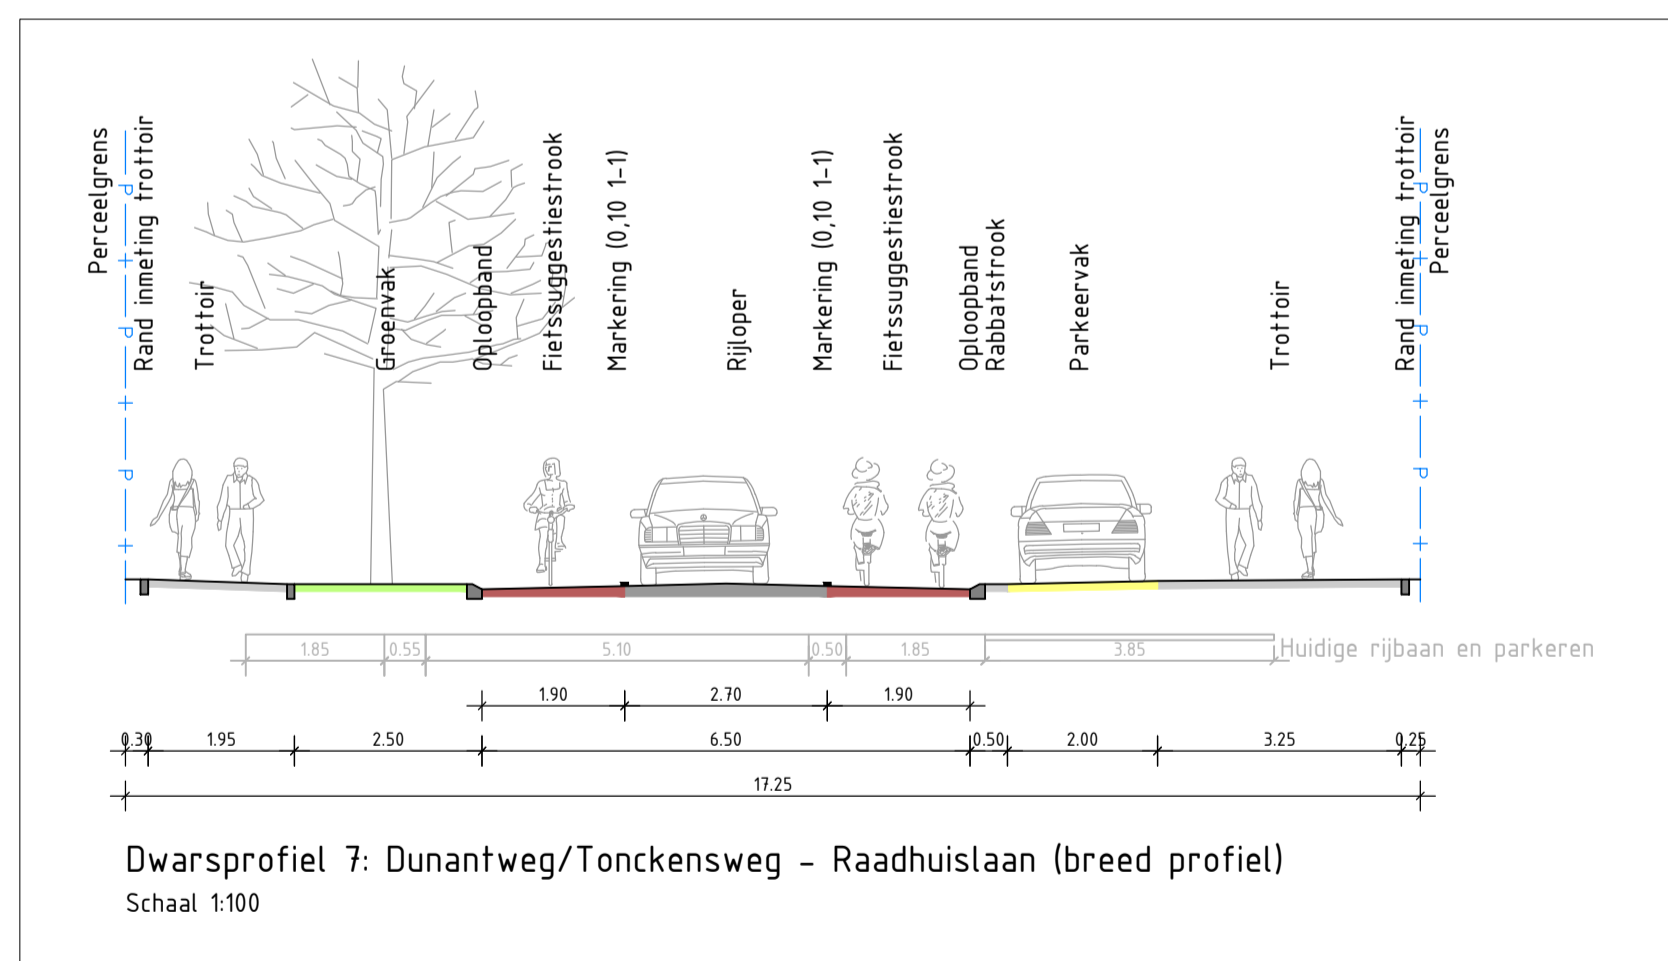 Perceelgrens
Rand inmeting trottoir
Trottoir
Groenvak
Oploopband
Fietssuggestiestrook
Markering (0,10 1-1)
Rijloper
Markering (0,10 1-1)
Fietssuggestiestrook
Oploopband
Rabbatstrook
Parkeervak
Trottoir
Rand inmeting trottoir
Perceelgrens
P P
P P
P P
1.85 0.55 5.10 0.50 1.85 3.85 Huidige rijbaan en parkeren
1.90 2.70 1.90
0.30 1.95 2.50 6.50 0.50 2.00 3.25 0.25
17.25
Dwarsprofiel 7: Dunantweg/Tonckensweg - Raadhuislaan (breed profiel)
Schaal 1:100